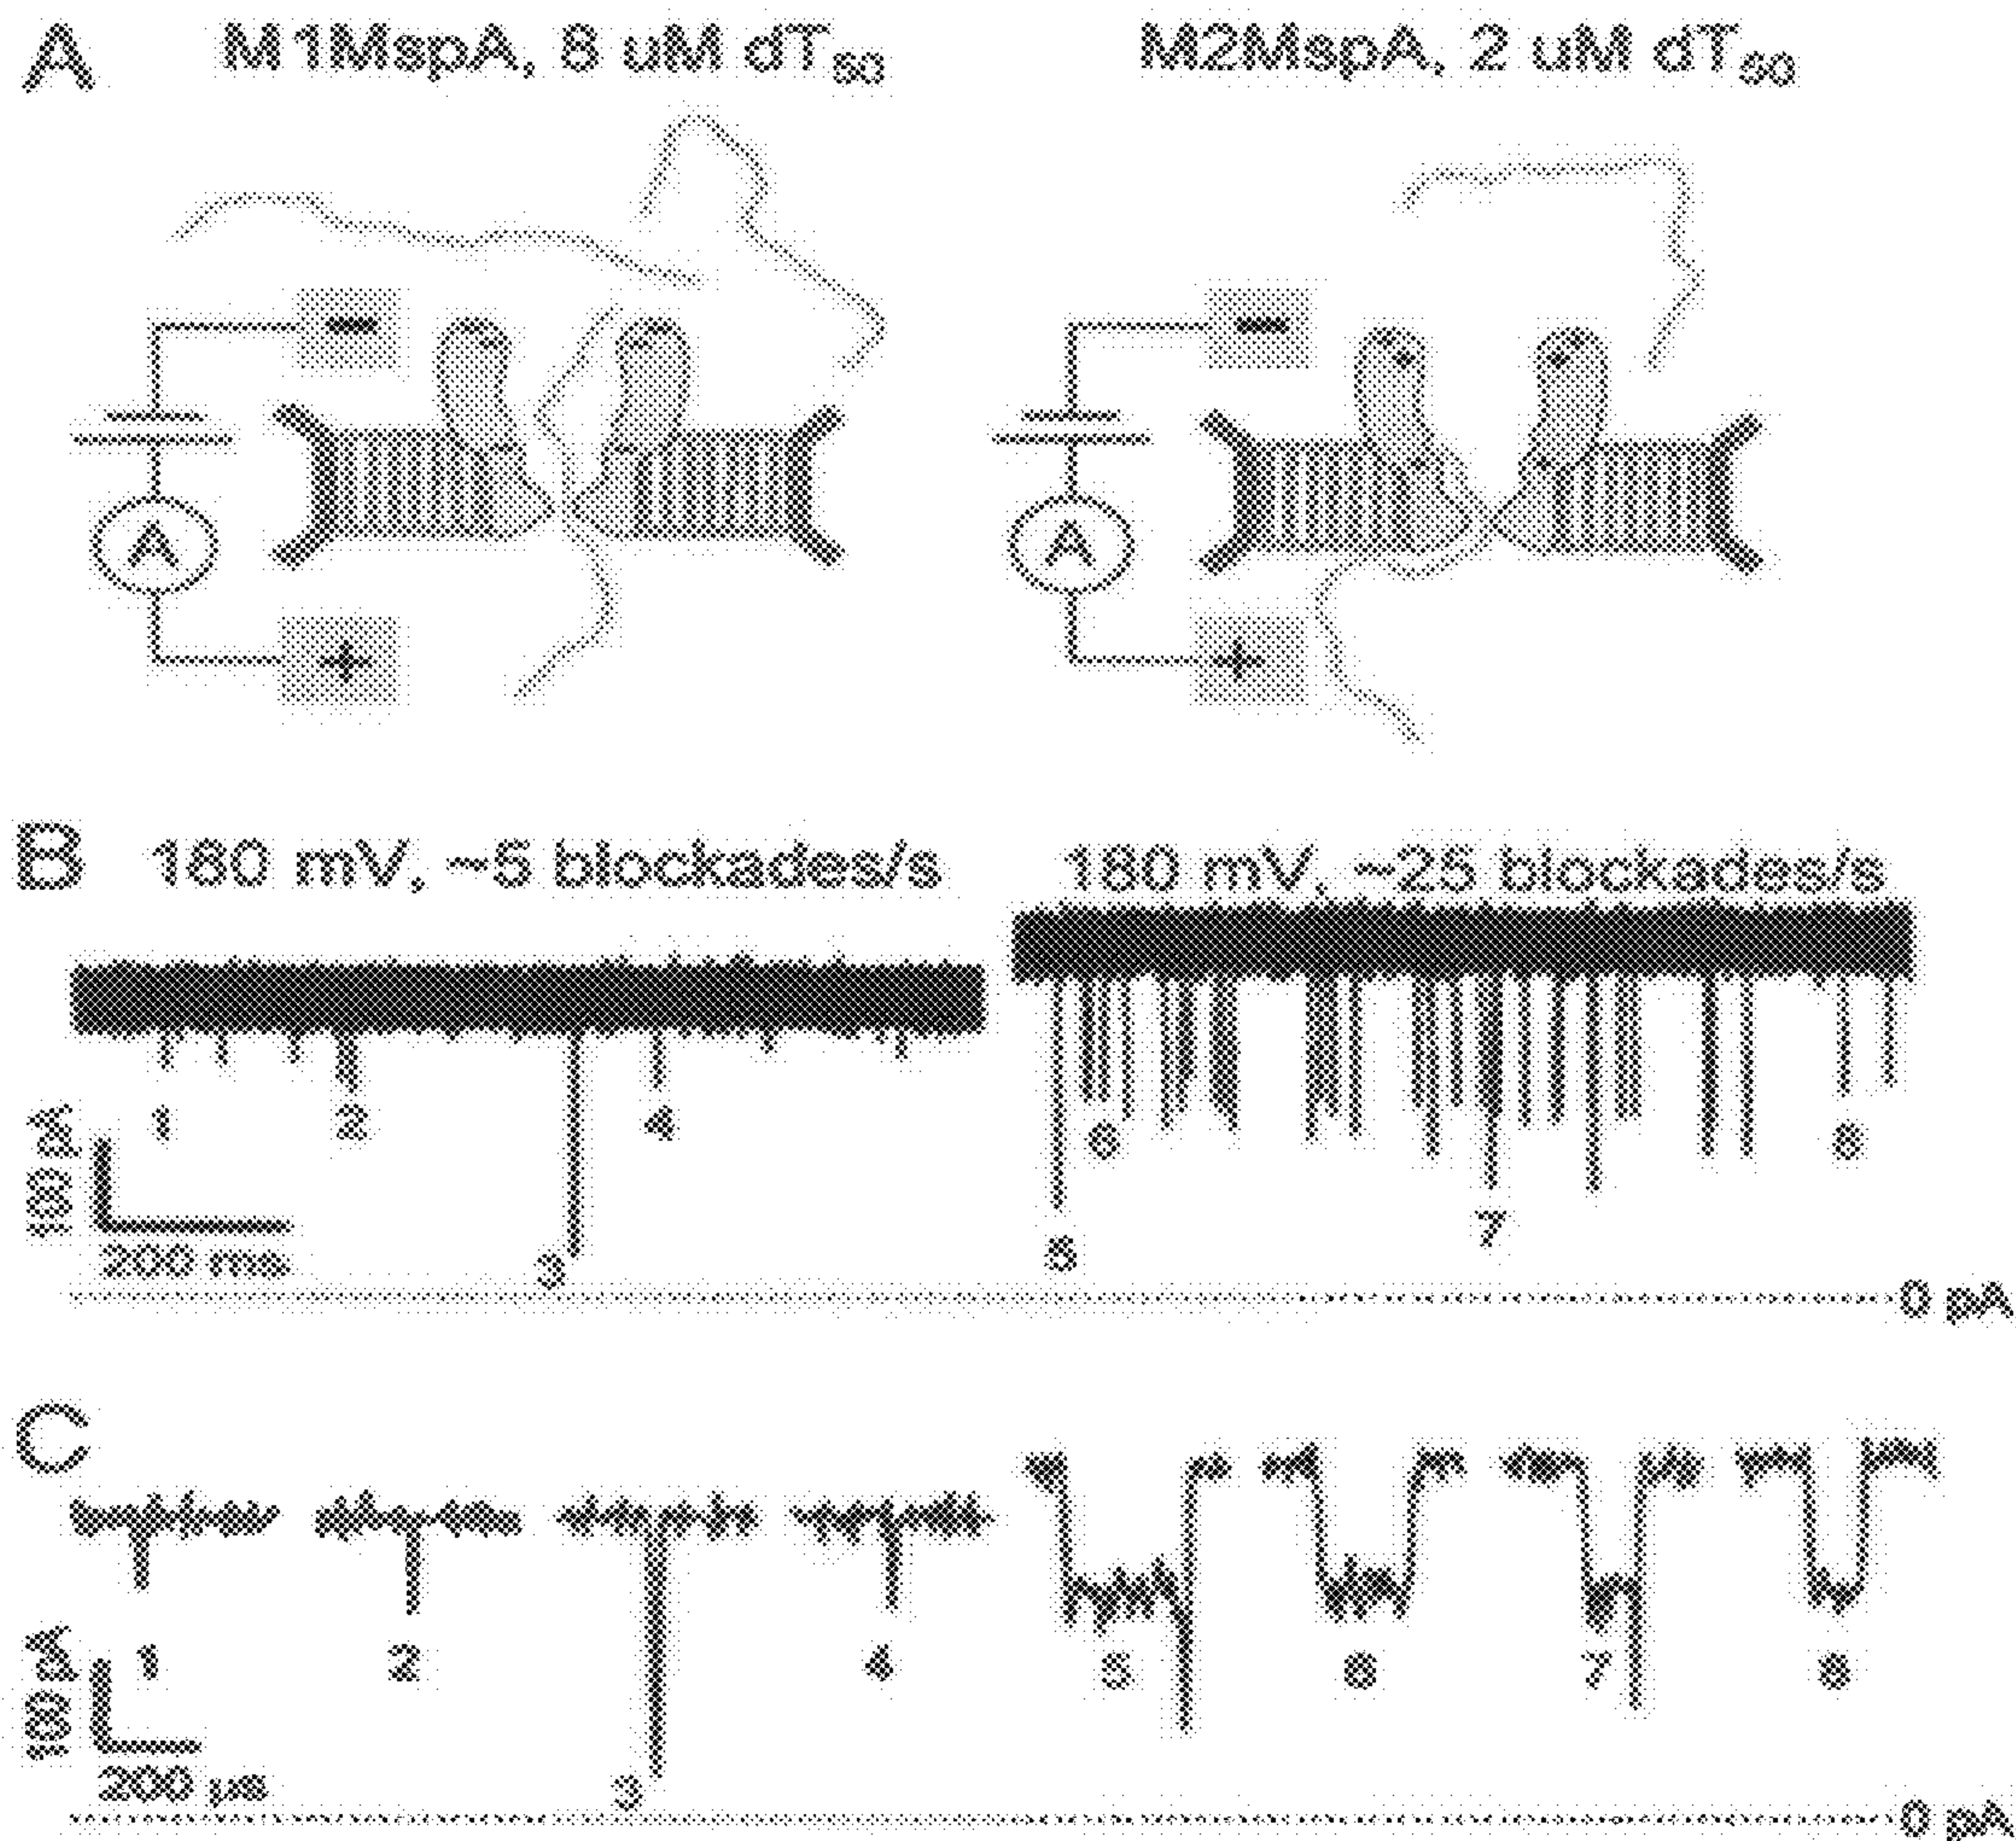 A M1MspA, 8 uM dT50 M2MspA, 2 uM dT50
− −
A A
+ +
B 180 mV, ~5 blockades/s 180 mV, ~25 blockades/s
1 2 4 6 8
100 pA
200 ms
3 5 7
0 pA
C
1 2 4 5 6 7 8
100 pA
200 µs
3
0 pA